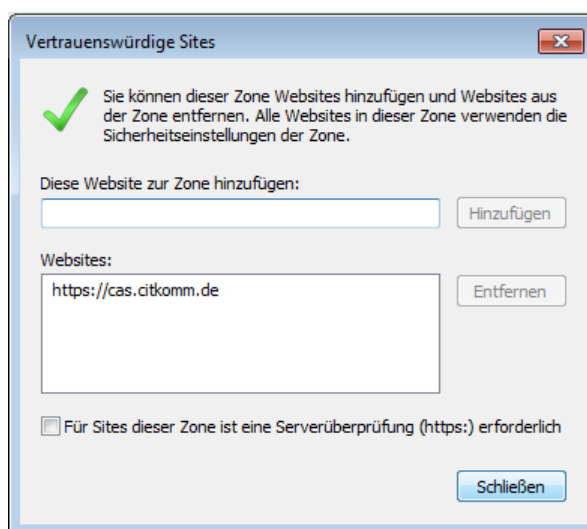 Vertrauenswürdige Sites
Sie können dieser Zone Websites hinzufügen und Websites aus
der Zone entfernen. Alle Websites in dieser Zone verwenden die
Sicherheitseinstellungen der Zone.
Diese Website zur Zone hinzufügen:
Hinzufügen
Websites:
https://cas.citkomm.de
Entfernen
Für Sites dieser Zone ist eine Serverüberprüfung (https:) erforderlich
Schließen